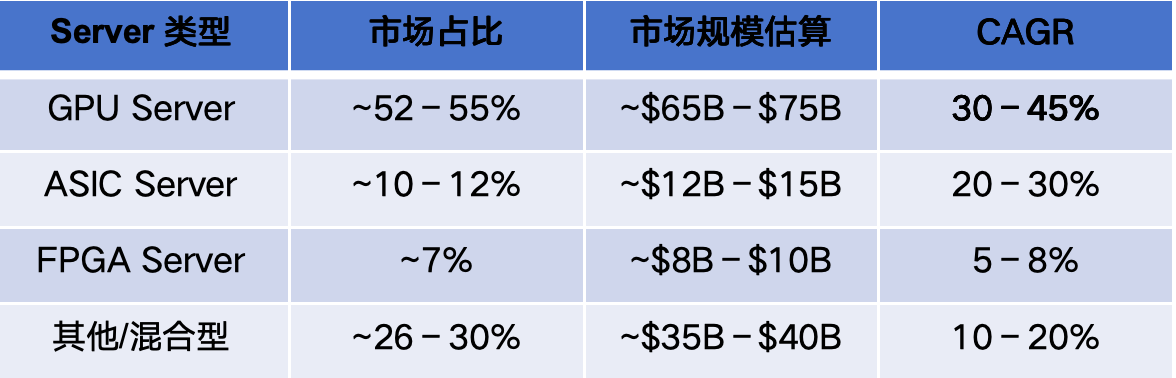 Server 类型 市场占比 市场规模估算 CAGR
GPU Server ~52 – 55% ~$65B – $75B 30 – 45%
ASIC Server ~10 – 12% ~$12B – $15B 20 – 30%
FPGA Server ~7% ~$8B – $10B 5 – 8%
其他/混合型 ~26 – 30% ~$35B – $40B 10 – 20%